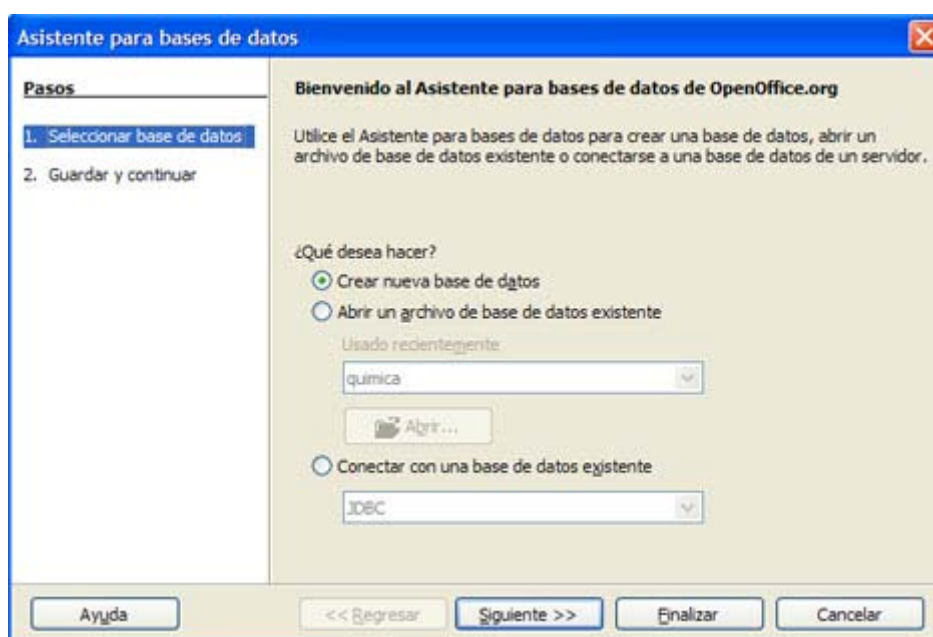 Asistente para bases de datos
Pasos
1. Seleccionar base de datos
2. Guardar y continuar
Bienvenido al Asistente para bases de datos de OpenOffice.org
Utilice el Asistente para bases de datos para crear una base de datos, abrir un
archivo de base de datos existente o conectarse a una base de datos de un servidor.
¿Qué desea hacer?
Crear nueva base de datos
Abrir un archivo de base de datos existente
Usado recientemente
quimica
Abrir...
Conectar con una base de datos existente
JDBC
Ayuda
<< Regresar
Siguiente >>
Finalizar
Cancelar